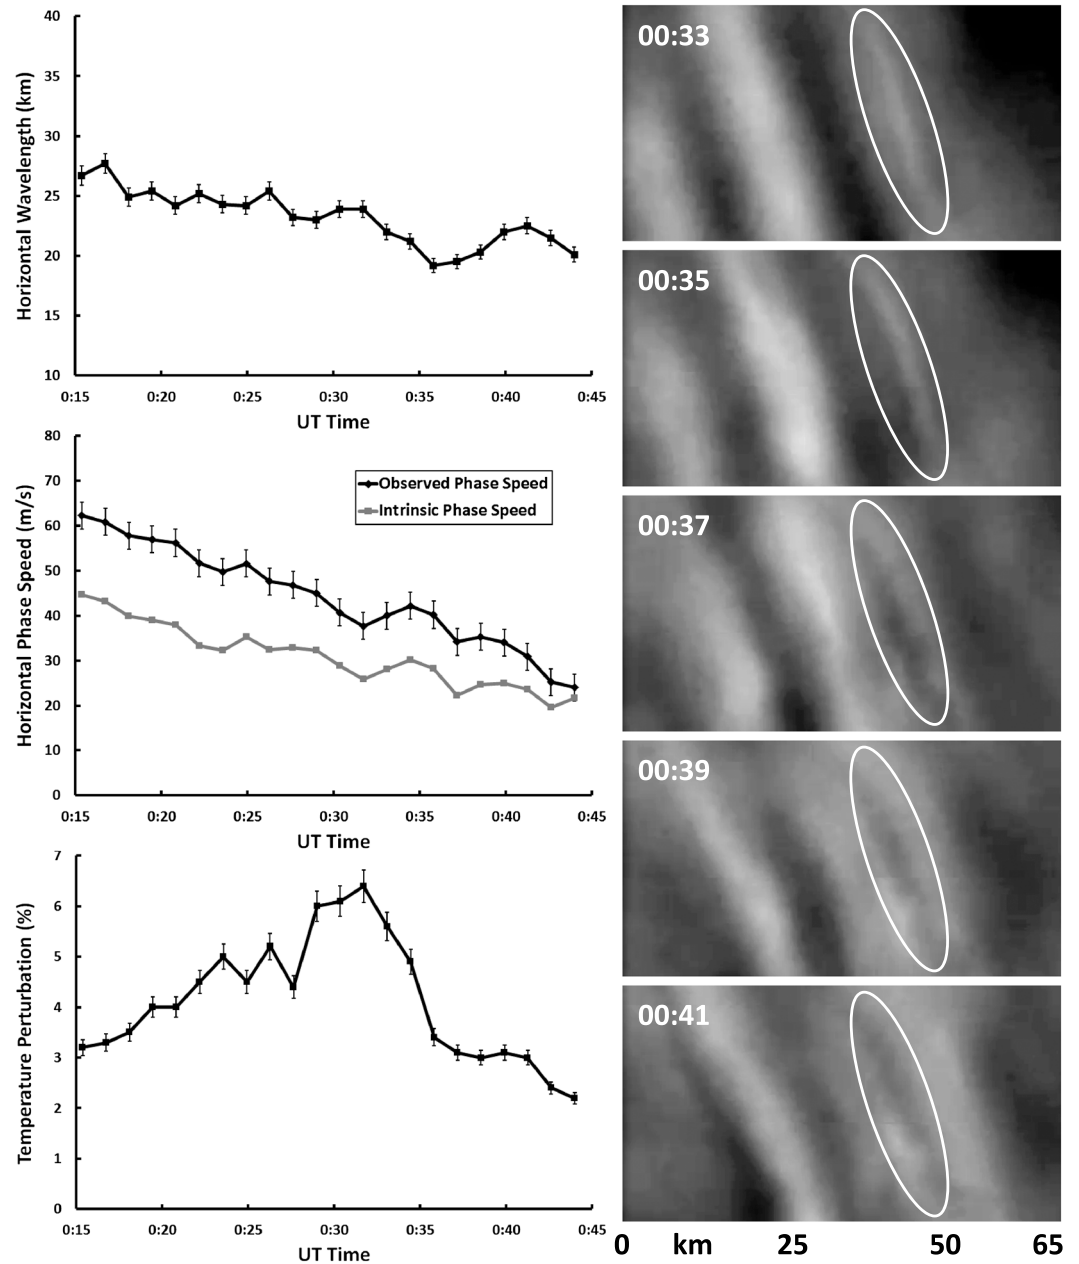 40
35
30
25
20
15
10
Horizontal Wavelength (km)
0:15 0:20 0:25 0:30 0:35 0:40 0:45
UT Time
80
70
60
50
40
30
20
10
0
Horizontal Phase Speed (m/s)
Observed Phase Speed
Intrinsic Phase Speed
0:15 0:20 0:25 0:30 0:35 0:40 0:45
UT Time
7
6
5
4
3
2
1
0
Temperature Perturbation (%)
0:15 0:20 0:25 0:30 0:35 0:40 0:45
UT Time
00:33
00:35
00:37
00:39
00:41
0 km 25 50 65